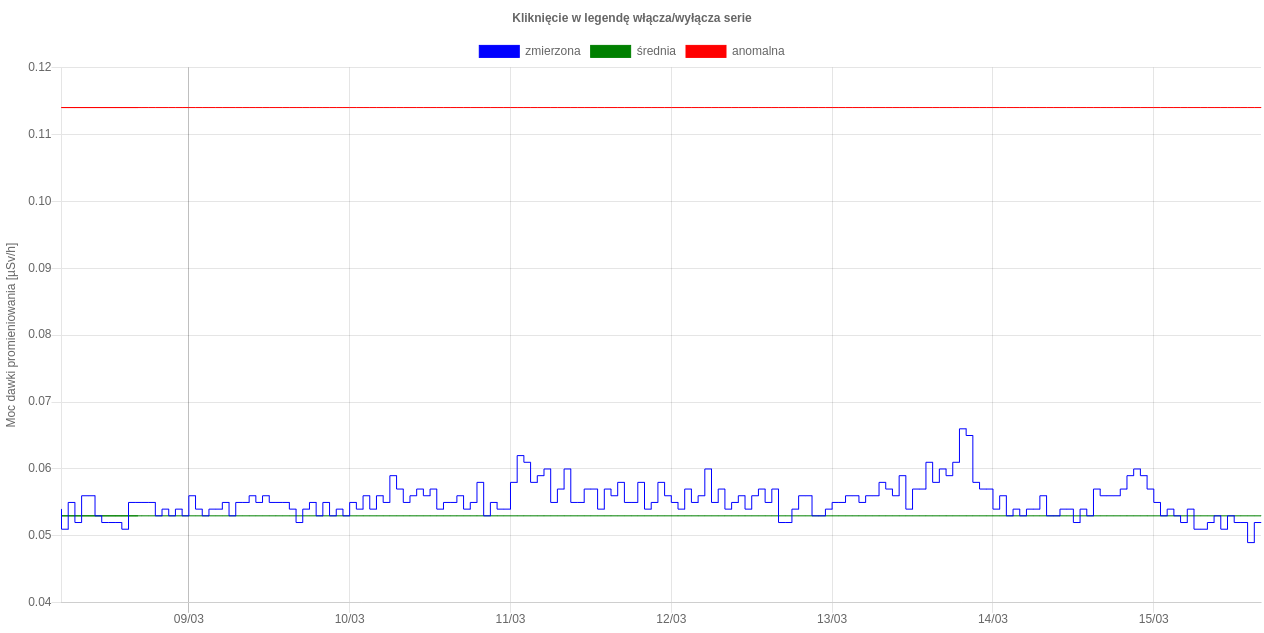 Kliknięcie w legendę włącza/wyłącza serie
zmierzona średnia anomalna
0.12
0.11
0.10
0.09
0.08
0.07
0.06
0.05
0.04
Moc dawki promieniowania [µSv/h]
09/03 10/03 11/03 12/03 13/03 14/03 15/03